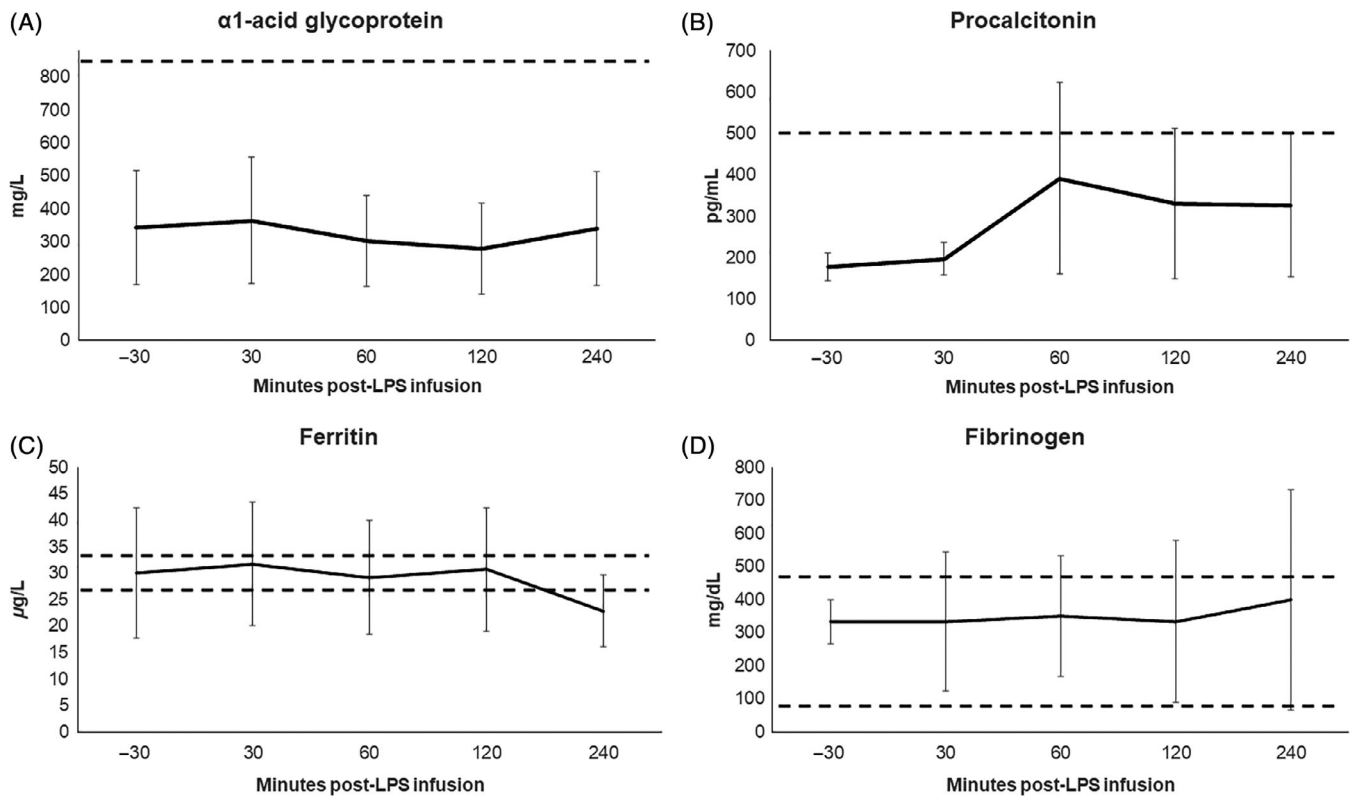 (A)
α1-acid glycoprotein
mg/L
800
700
600
500
400
300
200
100
0
–30 30 60 120 240
Minutes post-LPS infusion
(B)
Procalcitonin
pg/mL
700
600
500
400
300
200
100
0
–30 30 60 120 240
Minutes post-LPS infusion
(C)
Ferritin
µg/L
50
45
40
35
30
25
20
15
10
5
0
–30 30 60 120 240
Minutes post-LPS infusion
(D)
Fibrinogen
mg/dL
800
700
600
500
400
300
200
100
0
–30 30 60 120 240
Minutes post-LPS infusion